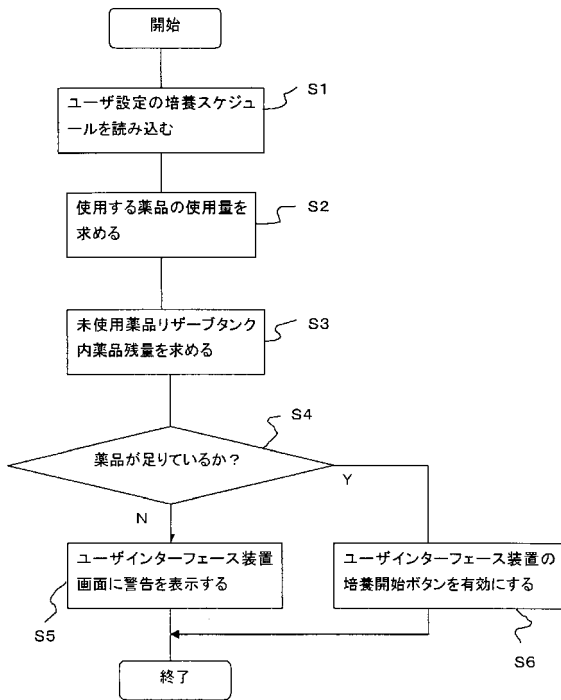 開始
S1
ユーザ設定の培養スケジュ
ールを読み込む
S2
使用する薬品の使用量を
求める
S3
未使用薬品リザーブタンク
内薬品残量を求める
S4
薬品が足りているか？
Y
N
ユーザインターフェース装置
画面に警告を表示する
S5
ユーザインターフェース装置の
培養開始ボタンを有効にする
S6
終了